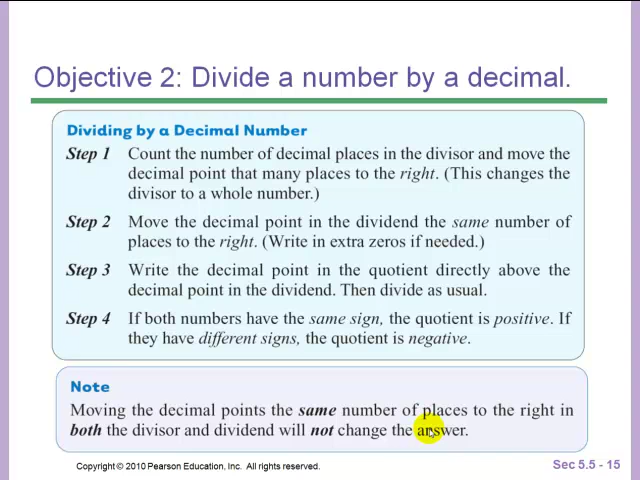 Objective 2: Divide a number by a decimal.
Dividing by a Decimal Number
Step 1 Count the number of decimal places in the divisor and move the
decimal point that many places to the right. (This changes the
divisor to a whole number.)
Step 2 Move the decimal point in the dividend the same number of
places to the right. (Write in extra zeros if needed.)
Step 3 Write the decimal point in the quotient directly above the
decimal point in the dividend. Then divide as usual.
Step 4 If both numbers have the same sign, the quotient is positive. If
they have different signs, the quotient is negative.
Note
Moving the decimal points the same number of places to the right in
both the divisor and dividend will not change the answer.
Copyright © 2010 Pearson Education, Inc. All rights reserved.
Sec 5.5 - 15